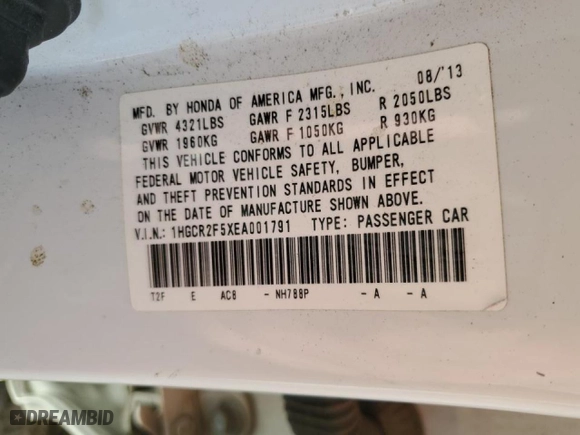 MFD. BY HONDA OF AMERICA MFG., INC. 08/'13
GVWR 4321LBS GAWR F 2315LBS R 2050LBS
GVWR 1960KG GAWR F 1050KG R 930KG
THIS VEHICLE CONFORMS TO ALL APPLICABLE
FEDERAL MOTOR VEHICLE SAFETY, BUMPER,
AND THEFT PREVENTION STANDARDS IN EFFECT
ON THE DATE OF MANUFACTURE SHOWN ABOVE.
V.I.N.: 1HGCR2F5XEA001791 TYPE: PASSENGER CAR
T2F E AC8 - NH788P - A - A
DREAMBID